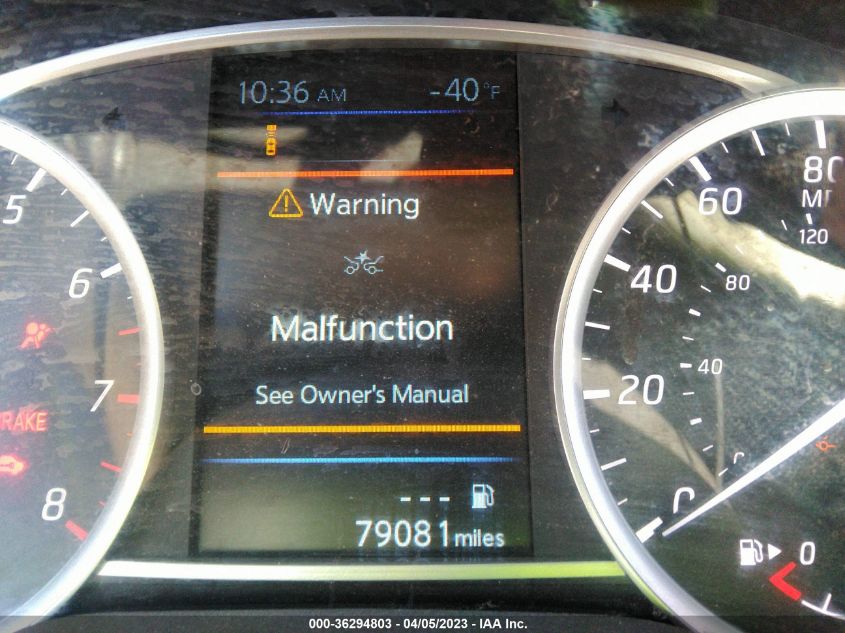 10:36 AM -40°F
Warning
Malfunction
See Owner's Manual
--- 
79081 miles
5
6
7
8
BRAKE
0
20
40
60
80
40
80
120
0
000-36294803 - 04/05/2023 - IAA Inc.